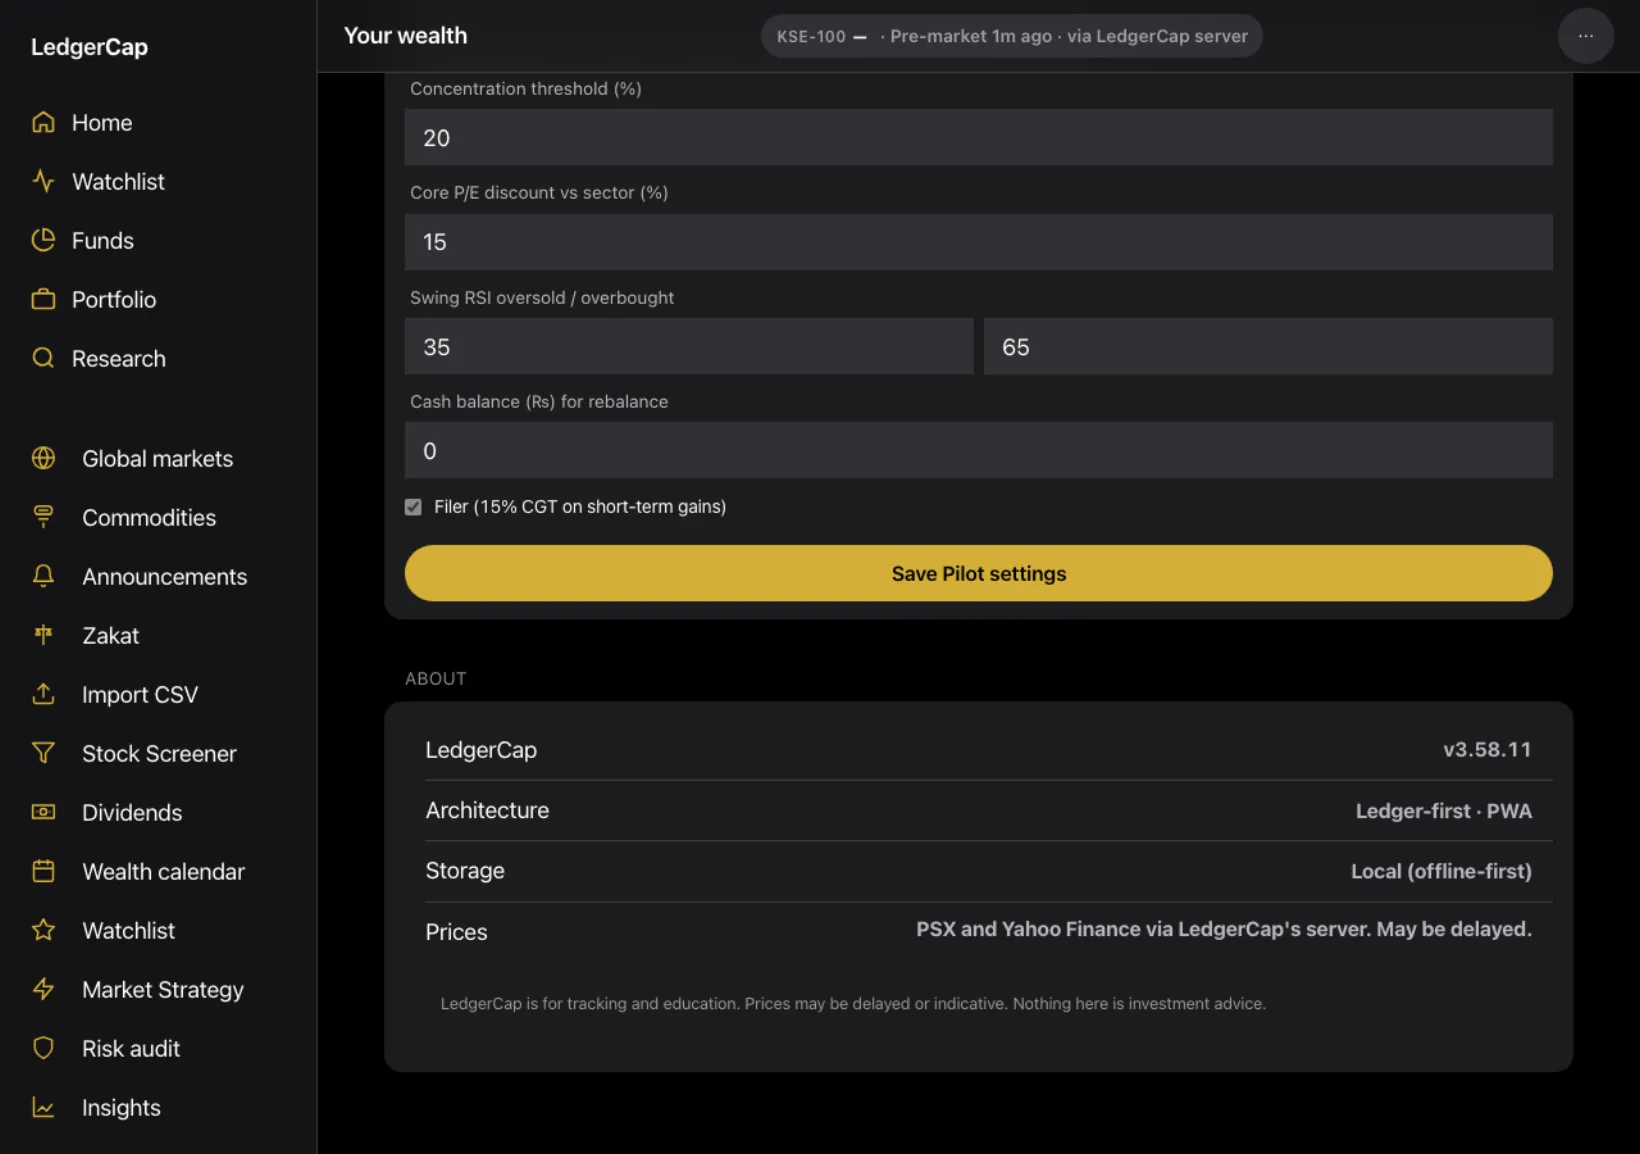 LedgerCap
Home
Watchlist
Funds
Portfolio
Research
Global markets
Commodities
Announcements
Zakat
Import CSV
Stock Screener
Dividends
Wealth calendar
Watchlist
Market Strategy
Risk audit
Insights
Your wealth
KSE-100 — · Pre-market 1m ago · via LedgerCap server
...
Concentration threshold (%)
20
Core P/E discount vs sector (%)
15
Swing RSI oversold / overbought
35 65
Cash balance (₨) for rebalance
0
Filer (15% CGT on short-term gains)
Save Pilot settings
ABOUT
LedgerCap v3.58.11
Architecture Ledger-first · PWA
Storage Local (offline-first)
Prices PSX and Yahoo Finance via LedgerCap's server. May be delayed.
LedgerCap is for tracking and education. Prices may be delayed or indicative. Nothing here is investment advice.